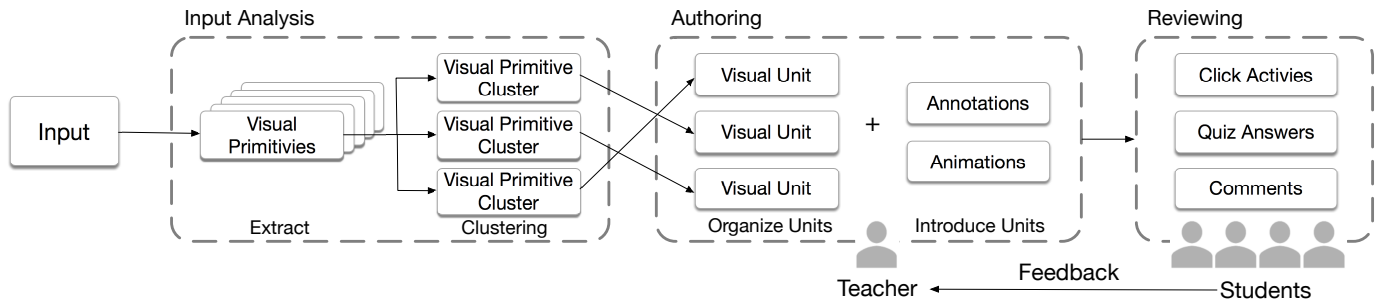 Input Analysis
Authoring
Reviewing
Input
Visual
Primitivies
Extract
Visual Primitive
Cluster
Visual Primitive
Cluster
Visual Primitive
Cluster
Clustering
Visual Unit
Visual Unit
Visual Unit
Organize Units
+
Annotations
Animations
Introduce Units
Click Activies
Quiz Answers
Comments
Teacher
Feedback
Students